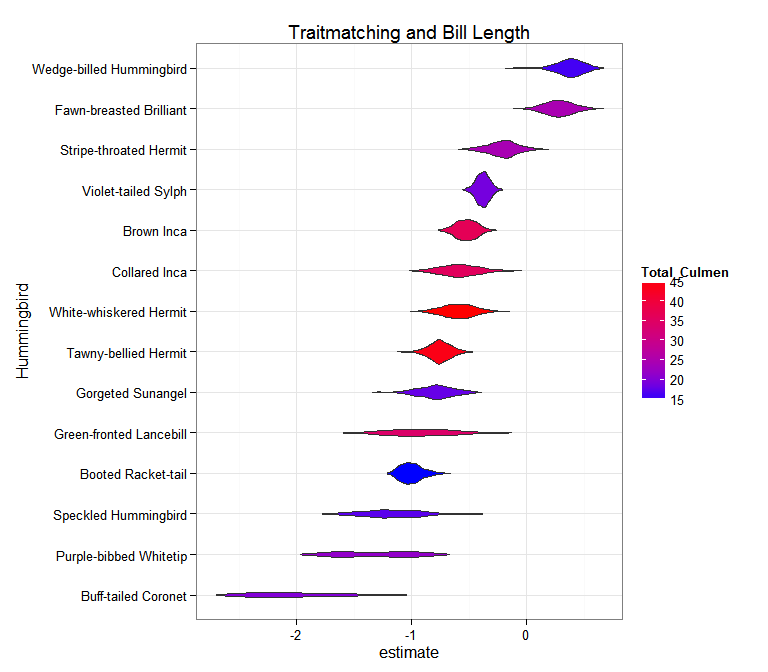 Traitmatching and Bill Length
Wedge-billed Hummingbird
Fawn-breasted Brilliant
Stripe-throated Hermit
Violet-tailed Sylph
Brown Inca
Collared Inca
White-whiskered Hermit
Tawny-bellied Hermit
Gorgeted Sunangel
Green-fronted Lancebill
Booted Racket-tail
Speckled Hummingbird
Purple-bibbed Whitetip
Buff-tailed Coronet
Hummingbird
-2 -1 0
estimate
Total_Culmen
45
40
35
30
25
20
15